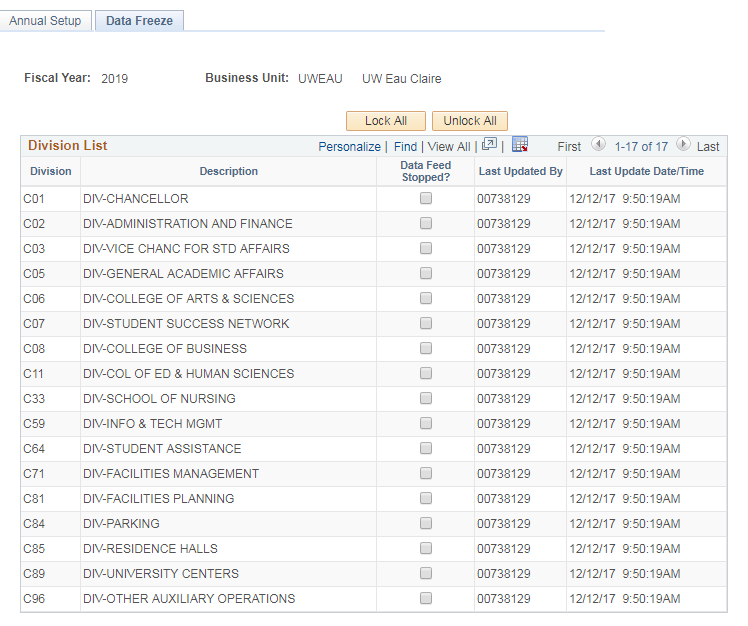 Annual Setup Data Freeze
Fiscal Year: 2019 Business Unit: UWEAU UW Eau Claire
Lock All Unlock All
Division List Personalize | Find | View All | | First 1-17 of 17 Last
Division Description Data Feed Stopped? Last Updated By Last Update Date/Time
C01 DIV-CHANCELLOR 00738129 12/12/17 9:50:19AM
C02 DIV-ADMINISTRATION AND FINANCE 00738129 12/12/17 9:50:19AM
C03 DIV-VICE CHANC FOR STD AFFAIRS 00738129 12/12/17 9:50:19AM
C05 DIV-GENERAL ACADEMIC AFFAIRS 00738129 12/12/17 9:50:19AM
C06 DIV-COLLEGE OF ARTS & SCIENCES 00738129 12/12/17 9:50:19AM
C07 DIV-STUDENT SUCCESS NETWORK 00738129 12/12/17 9:50:19AM
C08 DIV-COLLEGE OF BUSINESS 00738129 12/12/17 9:50:19AM
C11 DIV-COL OF ED & HUMAN SCIENCES 00738129 12/12/17 9:50:19AM
C33 DIV-SCHOOL OF NURSING 00738129 12/12/17 9:50:19AM
C59 DIV-INFO & TECH MGMT 00738129 12/12/17 9:50:19AM
C64 DIV-STUDENT ASSISTANCE 00738129 12/12/17 9:50:19AM
C71 DIV-FACILITIES MANAGEMENT 00738129 12/12/17 9:50:19AM
C81 DIV-FACILITIES PLANNING 00738129 12/12/17 9:50:19AM
C84 DIV-PARKING 00738129 12/12/17 9:50:19AM
C85 DIV-RESIDENCE HALLS 00738129 12/12/17 9:50:19AM
C89 DIV-UNIVERSITY CENTERS 00738129 12/12/17 9:50:19AM
C96 DIV-OTHER AUXILIARY OPERATIONS 00738129 12/12/17 9:50:19AM